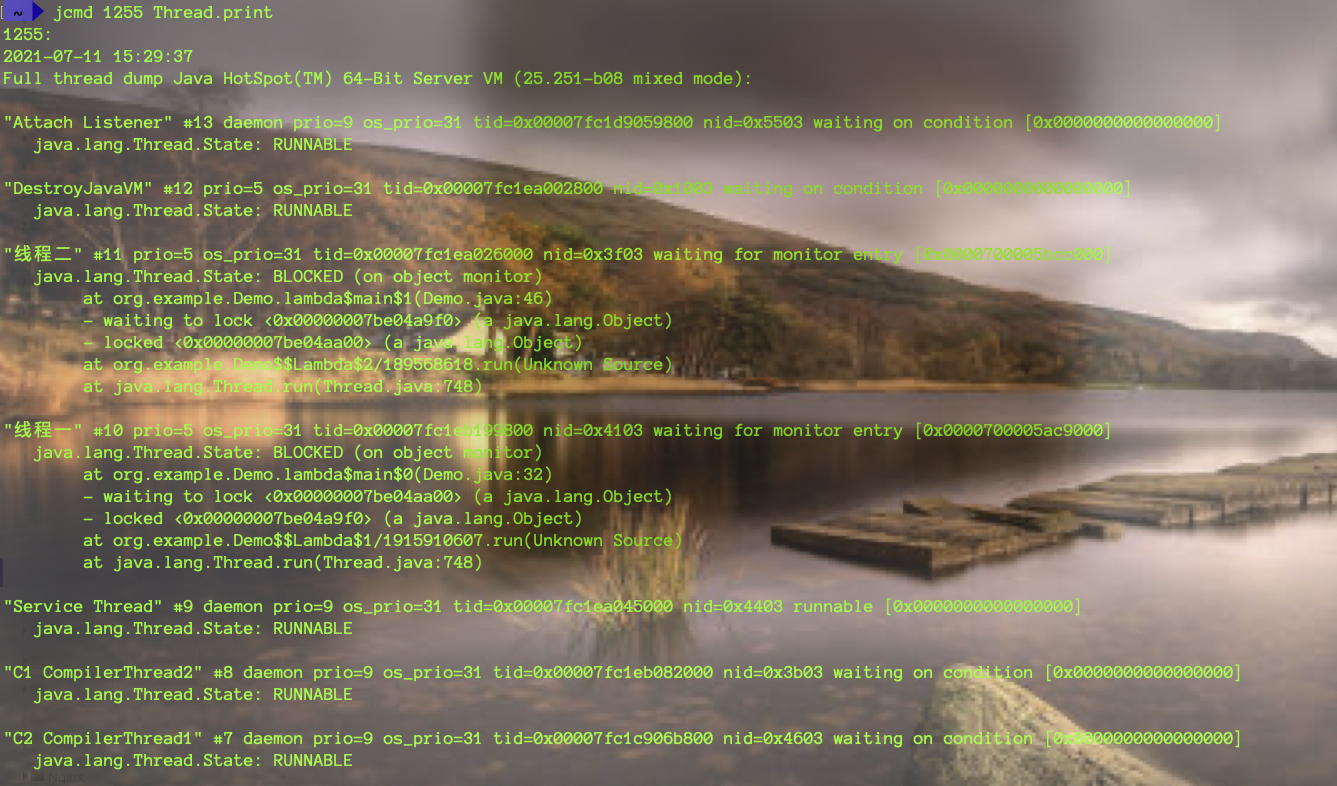 ~ jcmd 1255 Thread.print
1255:
2021-07-11 15:29:37
Full thread dump Java HotSpot(TM) 64-Bit Server VM (25.251-b08 mixed mode):
"Attach Listener" #13 daemon prio=9 os_prio=31 tid=0x00007fc1d9059800 nid=0x5503 waiting on condition [0x0000000000000000]
java.lang.Thread.State: RUNNABLE
"DestroyJavaVM" #12 prio=5 os_prio=31 tid=0x00007fc1ea002800 nid=0x1003 waiting on condition [0x0000000000000000]
java.lang.Thread.State: RUNNABLE
"线程二" #11 prio=5 os_prio=31 tid=0x00007fc1ea026000 nid=0x3f03 waiting for monitor entry [0x0000700005bcc000]
java.lang.Thread.State: BLOCKED (on object monitor)
at org.example.Demo.lambda$main$1(Demo.java:46)
- waiting to lock <0x00000007be04a9f0> (a java.lang.Object)
- locked <0x00000007be04aa00> (a java.lang.Object)
at org.example.Demo$$Lambda$2/189568618.run(Unknown Source)
at java.lang.Thread.run(Thread.java:748)
"线程一" #10 prio=5 os_prio=31 tid=0x00007fc1eb199800 nid=0x4103 waiting for monitor entry [0x0000700005ac9000]
java.lang.Thread.State: BLOCKED (on object monitor)
at org.example.Demo.lambda$main$0(Demo.java:32)
- waiting to lock <0x00000007be04aa00> (a java.lang.Object)
- locked <0x00000007be04a9f0> (a java.lang.Object)
at org.example.Demo$$Lambda$1/1915910607.run(Unknown Source)
at java.lang.Thread.run(Thread.java:748)
"Service Thread" #9 daemon prio=9 os_prio=31 tid=0x00007fc1ea045000 nid=0x4403 runnable [0x0000000000000000]
java.lang.Thread.State: RUNNABLE
"C1 CompilerThread2" #8 daemon prio=9 os_prio=31 tid=0x00007fc1eb082000 nid=0x3b03 waiting on condition [0x0000000000000000]
java.lang.Thread.State: RUNNABLE
"C2 CompilerThread1" #7 daemon prio=9 os_prio=31 tid=0x00007fc1c906b800 nid=0x4603 waiting on condition [0x0000000000000000]
java.lang.Thread.State: RUNNABLE